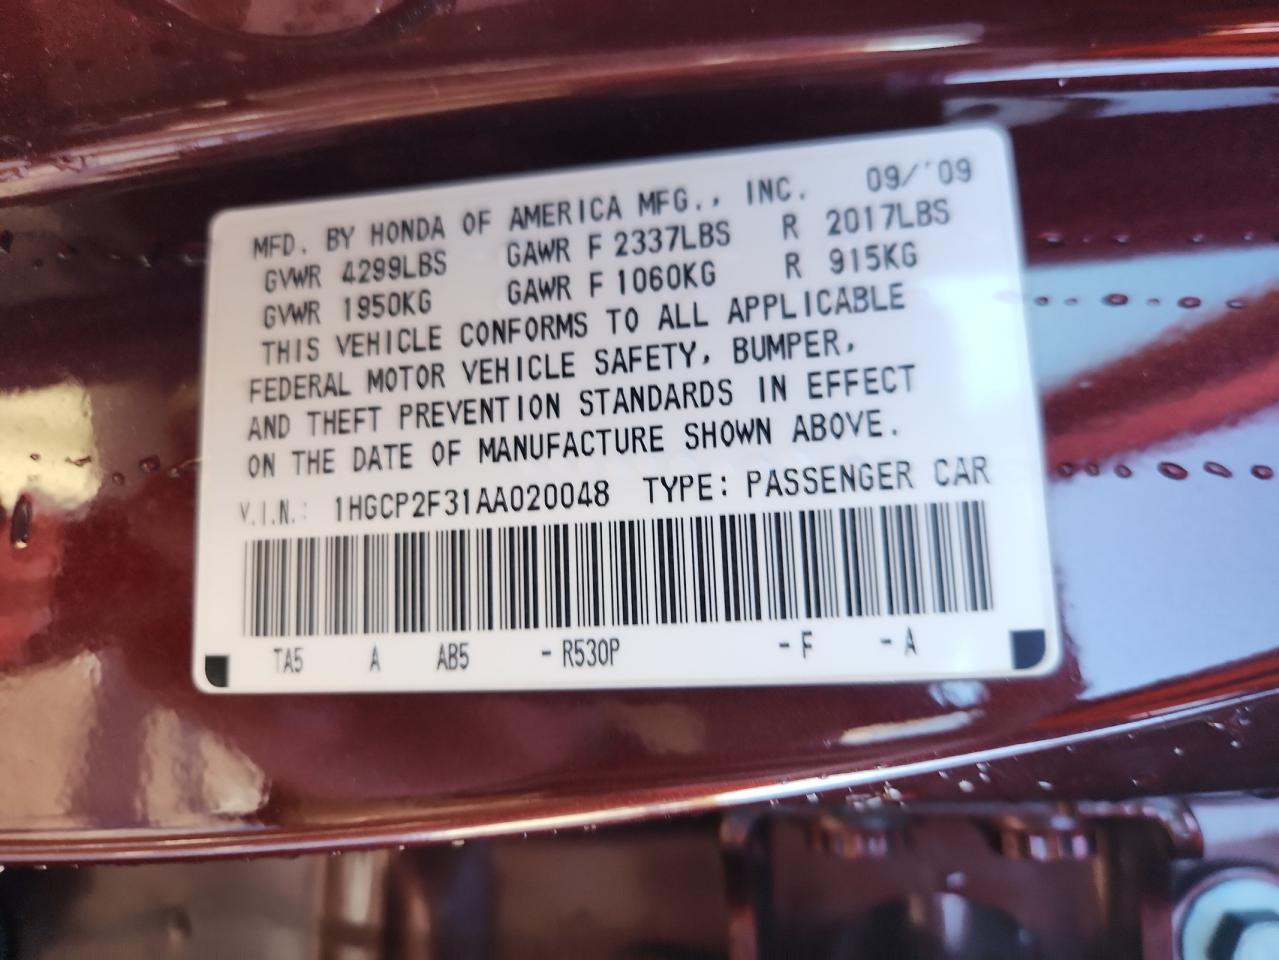 MFD. BY HONDA OF AMERICA MFG., INC. 09/'09
GVWR 4299LBS GAWR F 2337LBS R 2017LBS
GVWR 1950KG GAWR F 1060KG R 915KG
THIS VEHICLE CONFORMS TO ALL APPLICABLE
FEDERAL MOTOR VEHICLE SAFETY, BUMPER,
AND THEFT PREVENTION STANDARDS IN EFFECT
ON THE DATE OF MANUFACTURE SHOWN ABOVE.
V.I.N.: 1HGCP2F31AA020048 TYPE: PASSENGER CAR
TA5 A AB5 -R530P -F -A